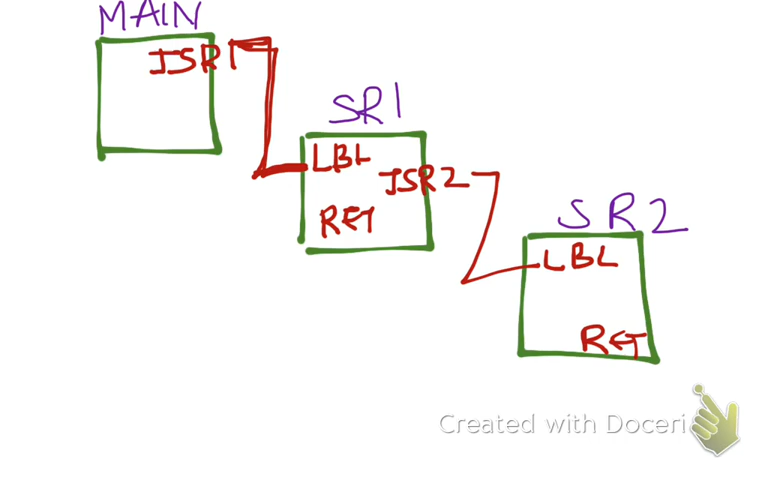 MAIN
JSR1
SR1
LBL
JSR2
RET
SR2
LBL
RET
Created with Doceri